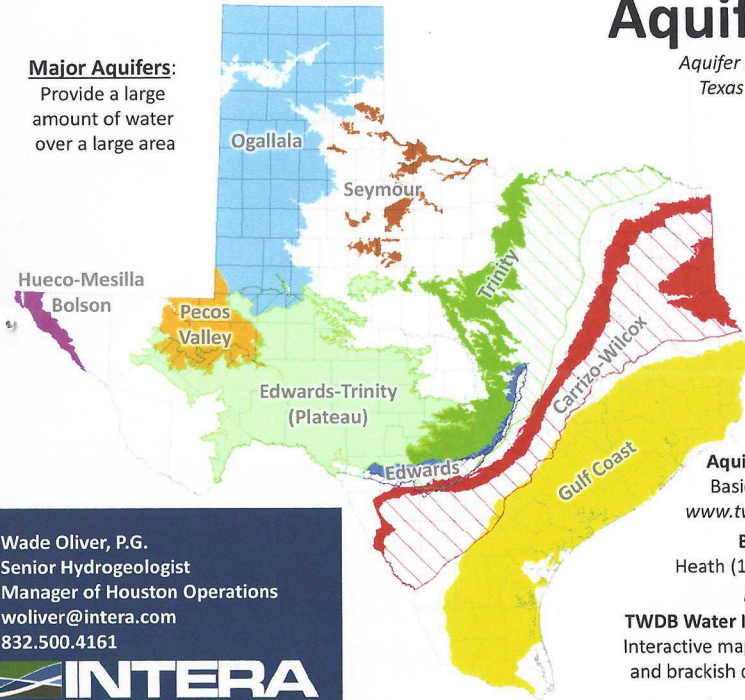 Aquif
Aquifer
Texas
Major Aquifers:
Provide a large
amount of water
over a large area
Ogallala
Seymour
Trinity
Hueco-Mesilla
Bolson
Pecos
Valley
Edwards-Trinity
(Plateau)
Carrizo-Wilcox
Edwards
Gulf Coast
Aqui
Basi
www.tw
B
Heath (1
TWDB Water I
Interactive map
and brackish
Wade Oliver, P.G.
Senior Hydrogeologist
Manager of Houston Operations
woliver@intera.com
832.500.4161
INTERA